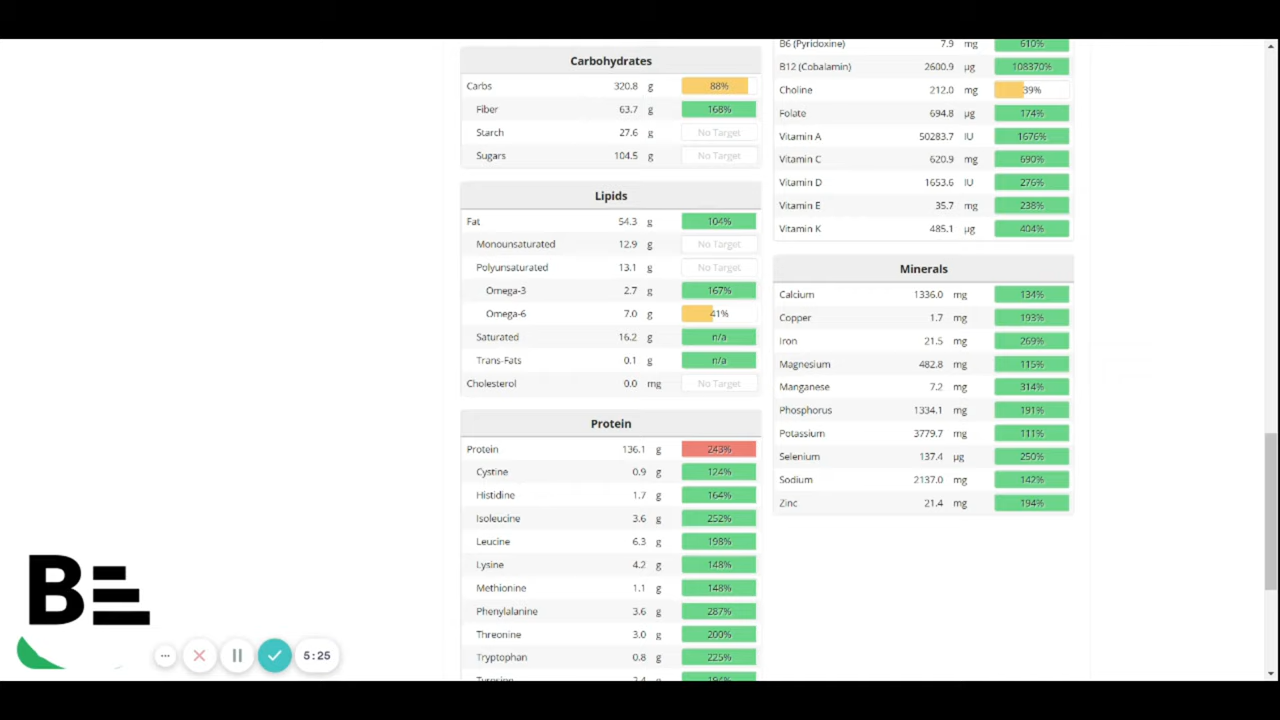 Carbohydrates
Carbs 320.8 g 88%
Fiber 63.7 g 168%
Starch 27.6 g No Target
Sugars 104.5 g No Target
Lipids
Fat 54.3 g 104%
Monounsaturated 12.9 g No Target
Polyunsaturated 13.1 g No Target
Omega-3 2.7 g 167%
Omega-6 7.0 g 41%
Saturated 16.2 g n/a
Trans-Fats 0.1 g n/a
Cholesterol 0.0 mg No Target
Protein
Protein 136.1 g 243%
Cystine 0.9 g 124%
Histidine 1.7 g 164%
Isoleucine 3.6 g 252%
Leucine 6.3 g 198%
Lysine 4.2 g 148%
Methionine 1.1 g 148%
Phenylalanine 3.6 g 287%
Threonine 3.0 g 200%
Tryptophan 0.8 g 225%
B6 (Pyridoxine) 7.9 mg 610%
B12 (Cobalamin) 2600.9 µg 108370%
Choline 212.0 mg 39%
Folate 694.8 µg 174%
Vitamin A 50283.7 IU 1676%
Vitamin C 620.9 mg 690%
Vitamin D 1653.6 IU 276%
Vitamin E 35.7 mg 238%
Vitamin K 485.1 µg 404%
Minerals
Calcium 1336.0 mg 134%
Copper 1.7 mg 193%
Iron 21.5 mg 269%
Magnesium 482.8 mg 115%
Manganese 7.2 mg 314%
Phosphorus 1334.1 mg 191%
Potassium 3779.7 mg 111%
Selenium 137.4 µg 250%
Sodium 2137.0 mg 142%
Zinc 21.4 mg 194%
BE
5:25